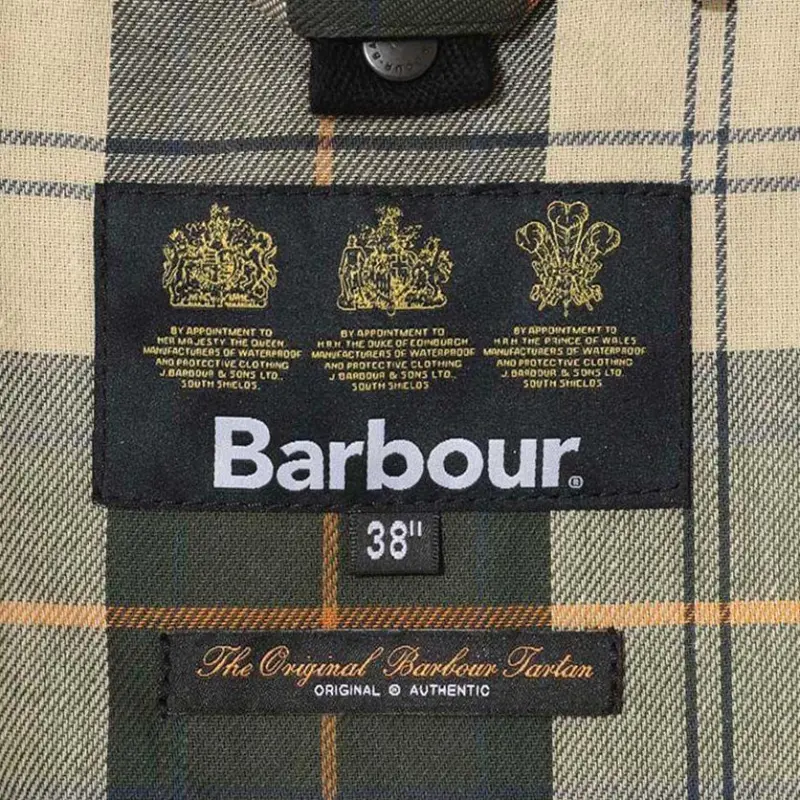 BY APPOINTMENT TO
HER MAJESTY THE QUEEN
MANUFACTURERS OF WATERPROOF
AND PROTECTIVE CLOTHING
J.BARBOUR & SONS LTD.,
SOUTH SHIELDS.
BY APPOINTMENT TO
H.R.H. THE DUKE OF EDINBURGH
MANUFACTURERS OF WATERPROOF
AND PROTECTIVE CLOTHING
J.BARBOUR & SONS LTD.,
SOUTH SHIELDS.
BY APPOINTMENT TO
H.R.H. THE PRINCE OF WALES
MANUFACTURERS OF WATERPROOF
AND PROTECTIVE CLOTHING
J.BARBOUR & SONS LTD.,
SOUTH SHIELDS.
Barbour®
38"
The Original Barbour Tartan
ORIGINAL ® AUTHENTIC